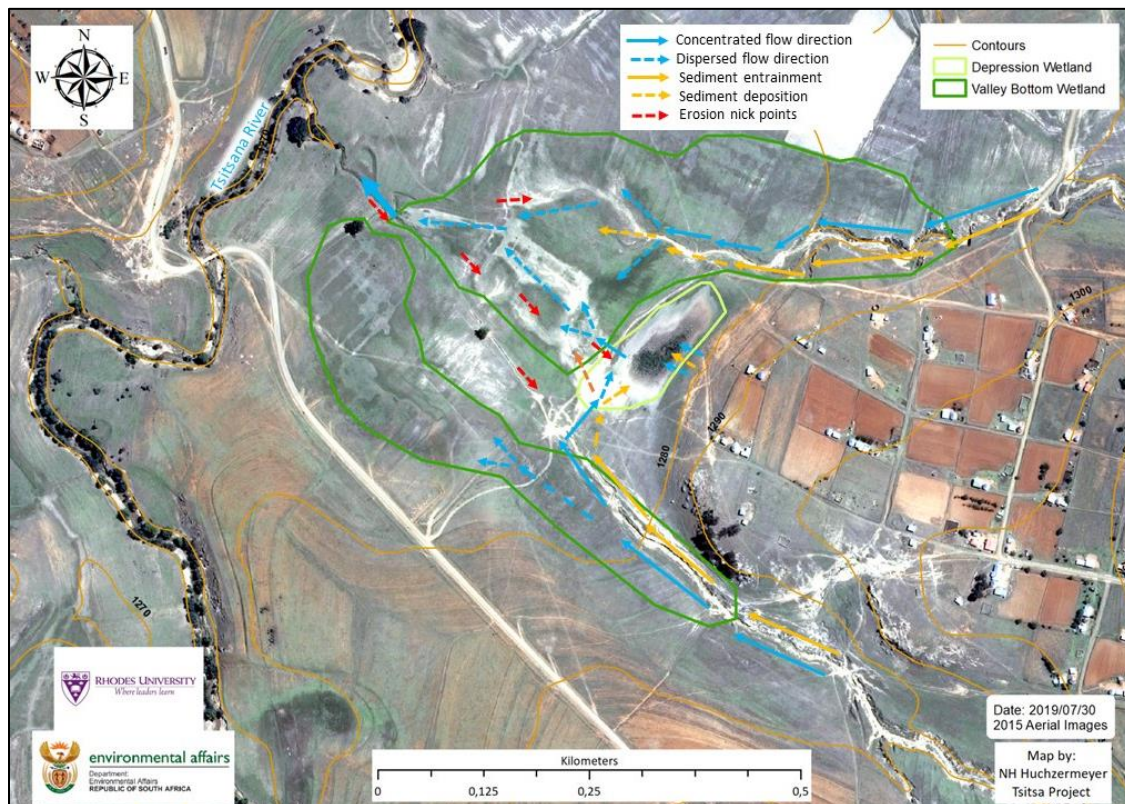 N
W
E
S
Tsitsana River
Concentrated flow direction
Dispersed flow direction
Sediment entrainment
Sediment deposition
Erosion nick points
Contours
Depression Wetland
Valley Bottom Wetland
1300
1290
1280
1270
RHODES UNIVERSITY
Where leaders learn
environmental affairs
Department:
Environmental Affairs
REPUBLIC OF SOUTH AFRICA
Kilometers
0 0,125 0,25 0,5
Date: 2019/07/30
2015 Aerial Images
Map by:
NH Huchzermeyer
Tsitsa Project